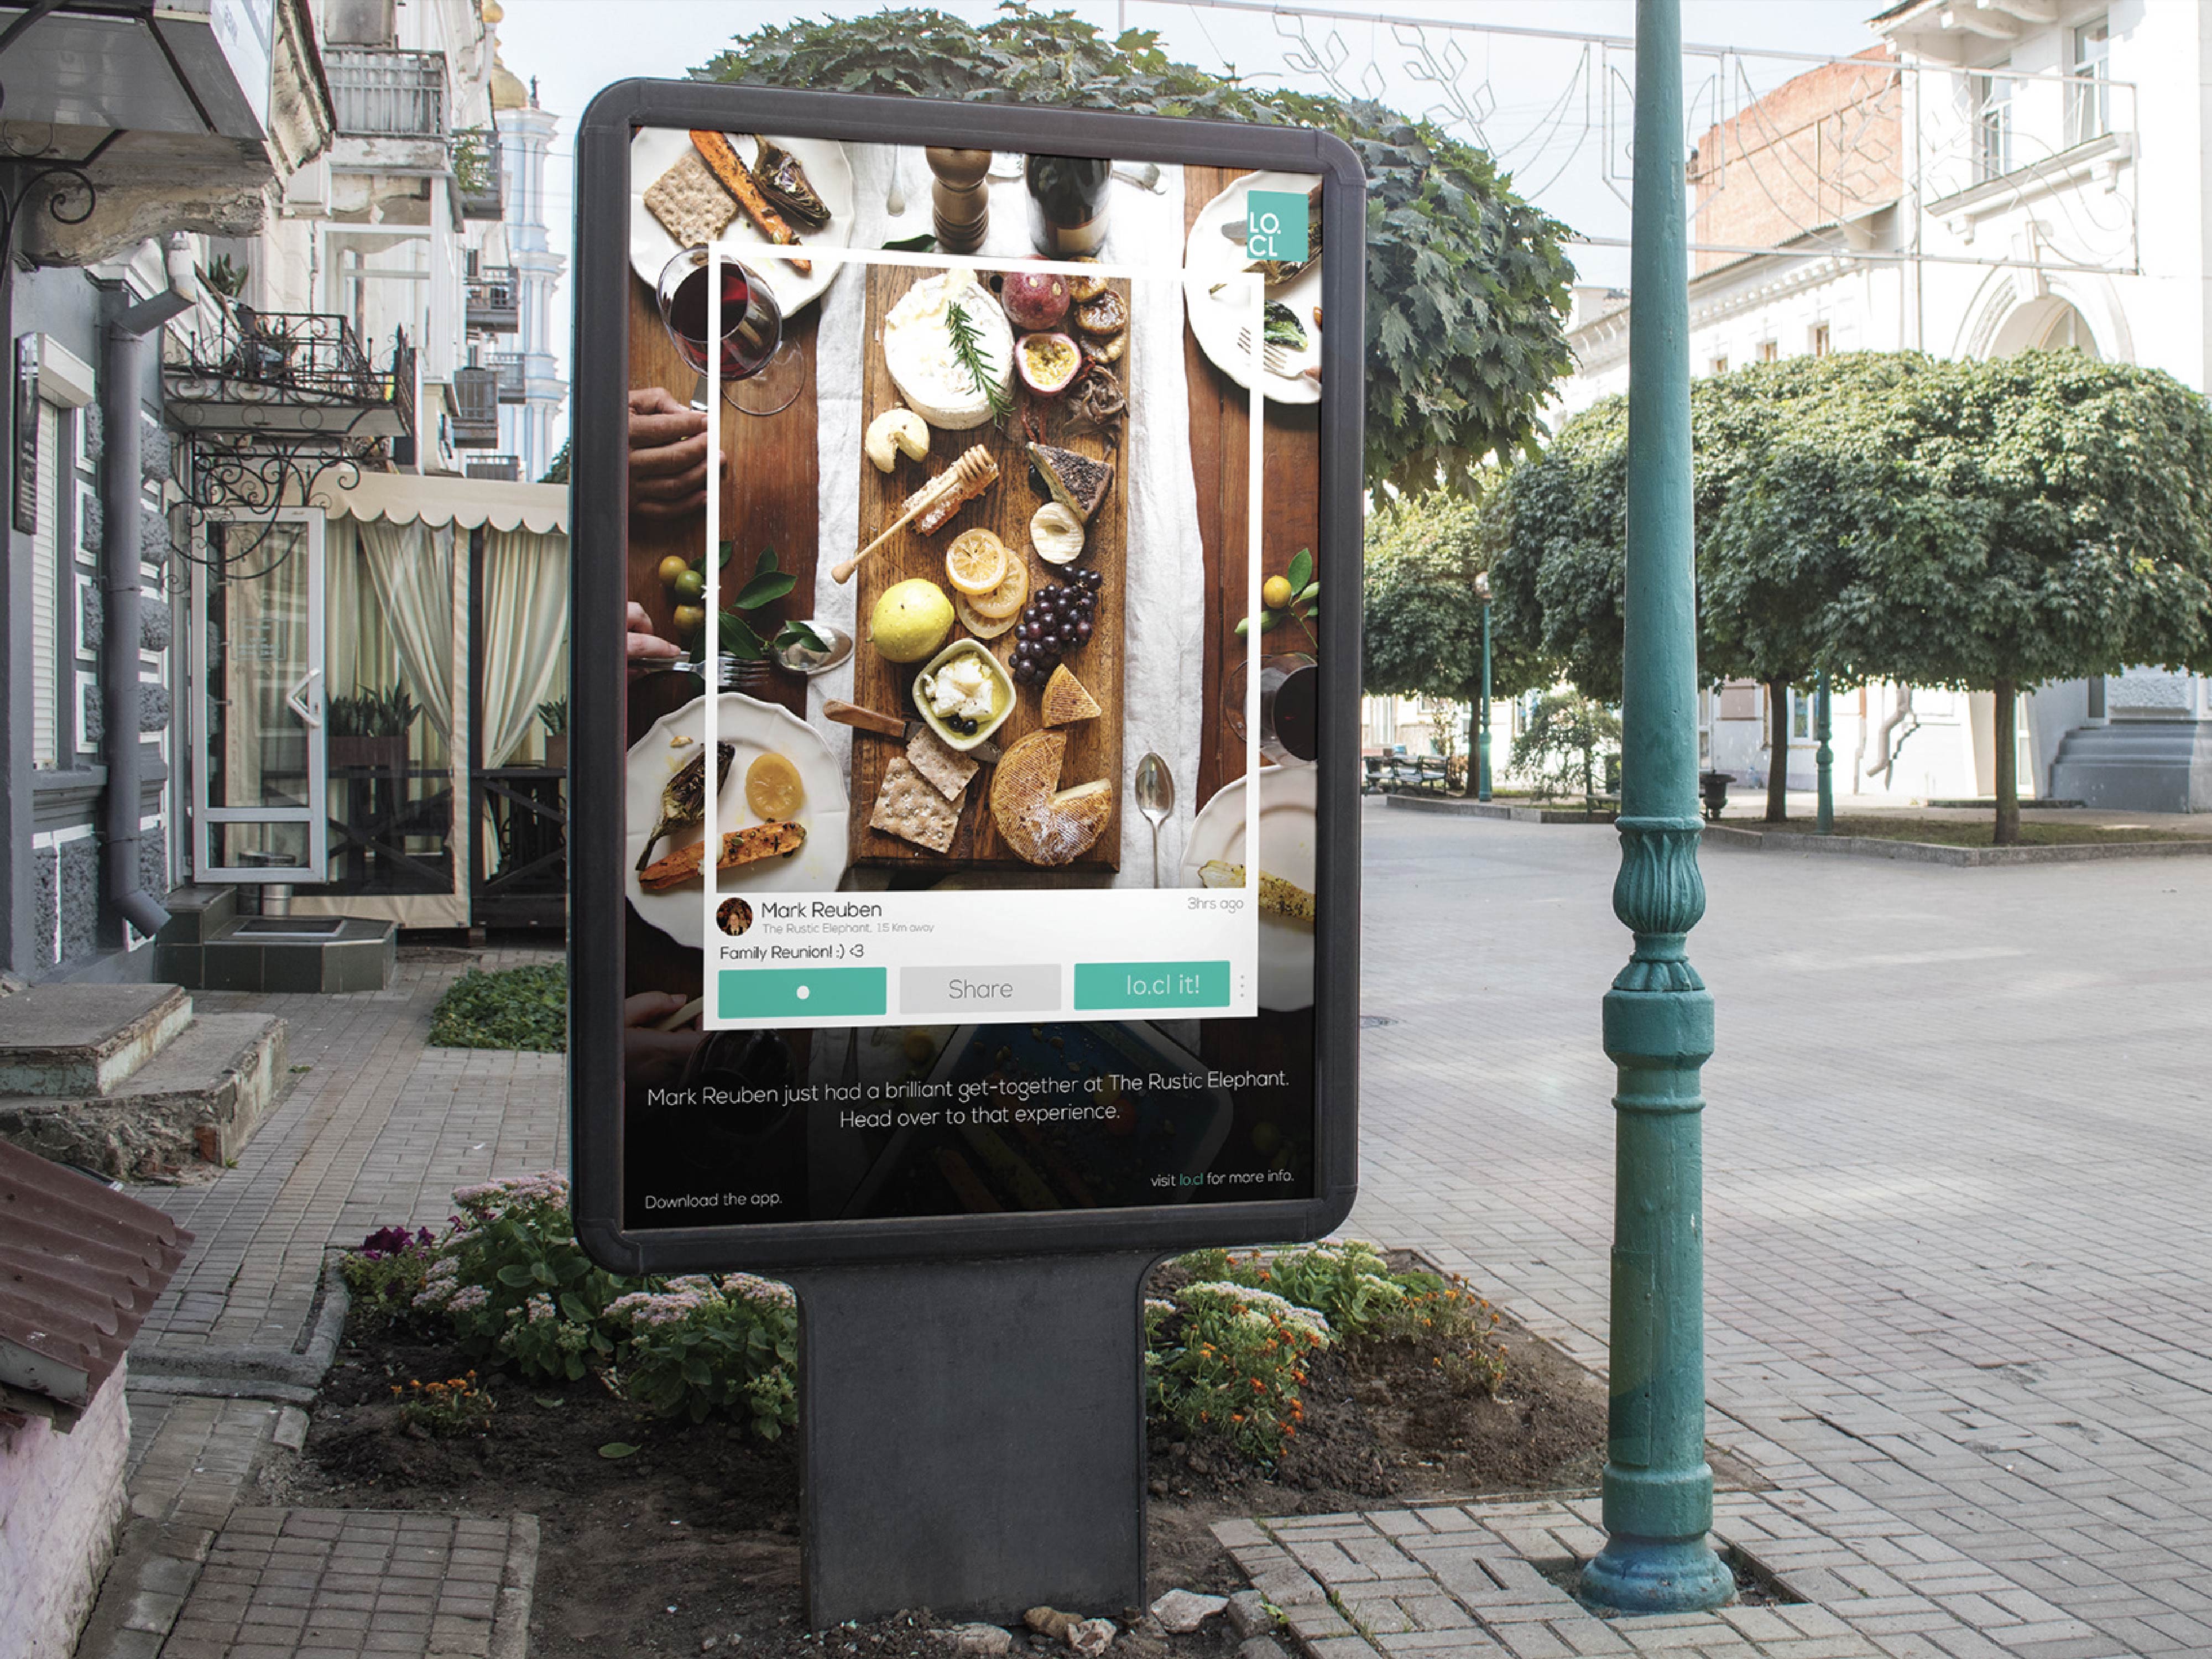 LO.
CL
Mark Reuben
3hrs ago
The Rustic Elephant, 15 Km away
Family Reunion! :) <3
Share
lo.cl it!
Mark Reuben just had a brilliant get-together at The Rustic Elephant.
Head over to that experience.
Download the app.
visit lo.cl for more info.